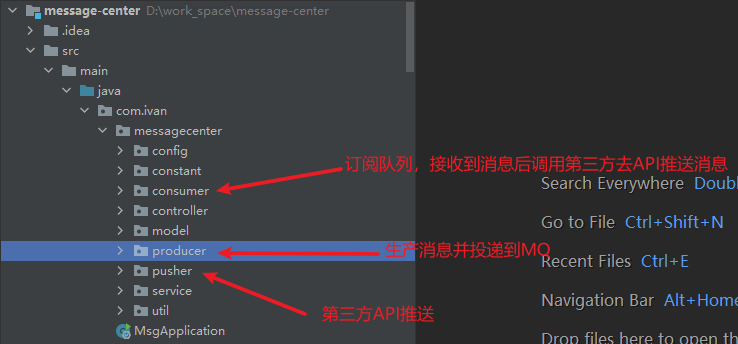 message-center D:\work_space\message-center
.idea
src
main
java
com.ivan
messagecenter
config
constant
订阅队列，接收到消息后调用第三方去API推送消息
consumer
Search Everywhere Doubl
controller
Go to File Ctrl+Shift+N
model
producer
生产消息并投递到MQ
Recent Files Ctrl+E
pusher
service
Navigation Bar Alt+Home
第三方API推送
util
MsgApplication
Drop files here to open th